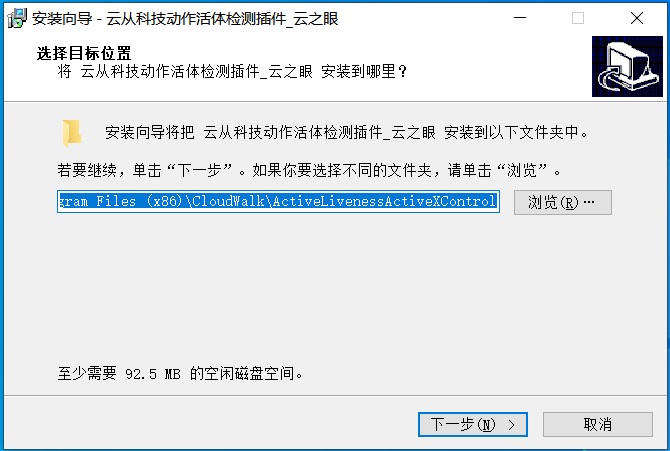 安装向导 - 云从科技动作活体检测插件_云之眼
选择目标位置
将 云从科技动作活体检测插件_云之眼 安装到哪里？
安装向导将把 云从科技动作活体检测插件_云之眼 安装到以下文件夹中。
若要继续，单击“下一步”。如果你要选择不同的文件夹，请单击“浏览”。
gram Files (x86)\CloudWalk\ActiveLivenessActiveXControl
浏览(R)…
至少需要 92.5 MB 的空闲磁盘空间。
下一步(N) >
取消